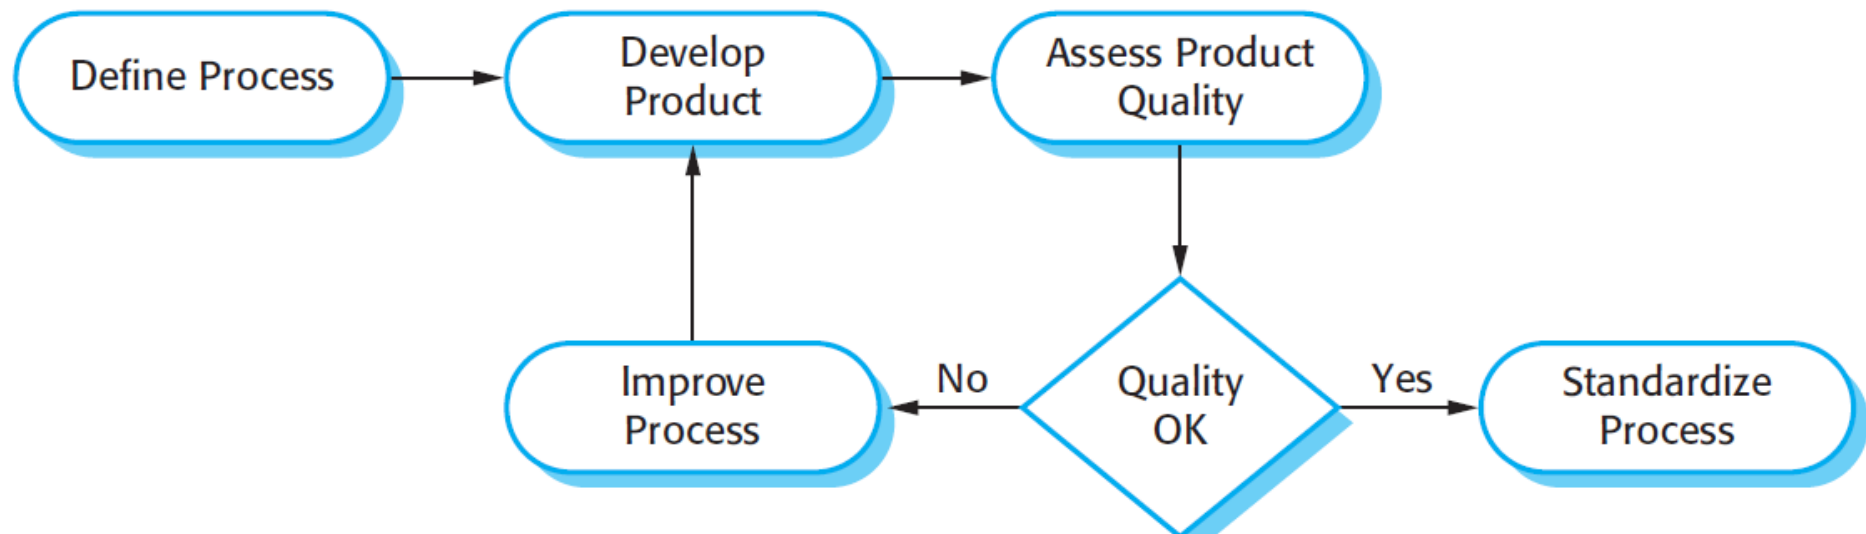 Define Process
Develop
Product
Assess Product
Quality
Improve
Process
No
Quality
OK
Yes
Standardize
Process